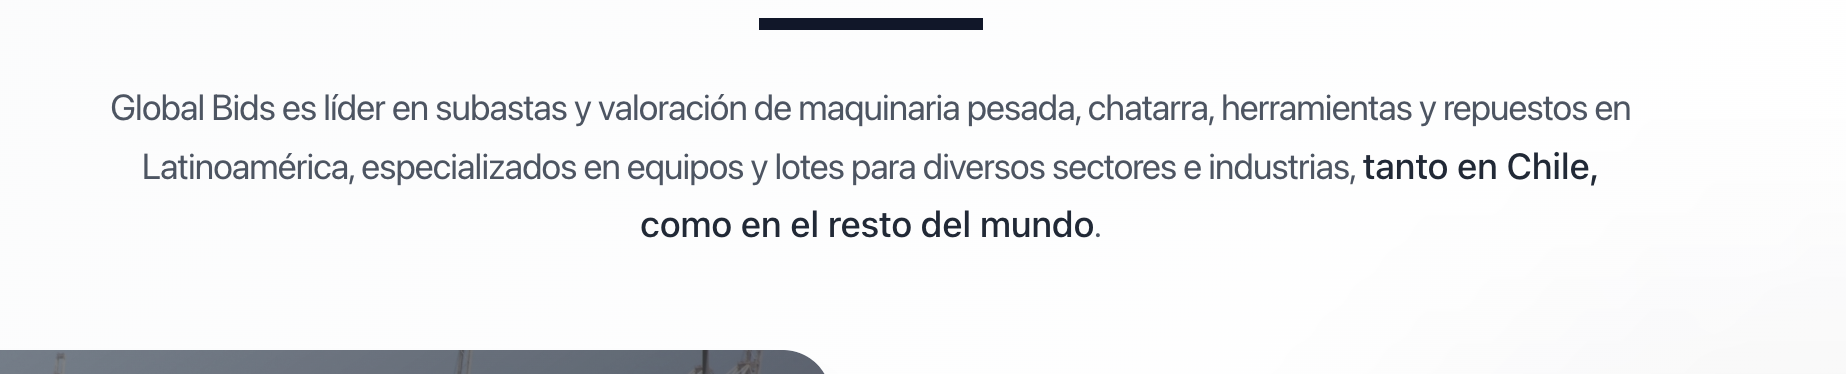 Global Bids es líder en subastas y valoración de maquinaria pesada, chatarra, herramientas y repuestos en
Latinoamérica, especializados en equipos y lotes para diversos sectores e industrias, tanto en Chile,
como en el resto del mundo.